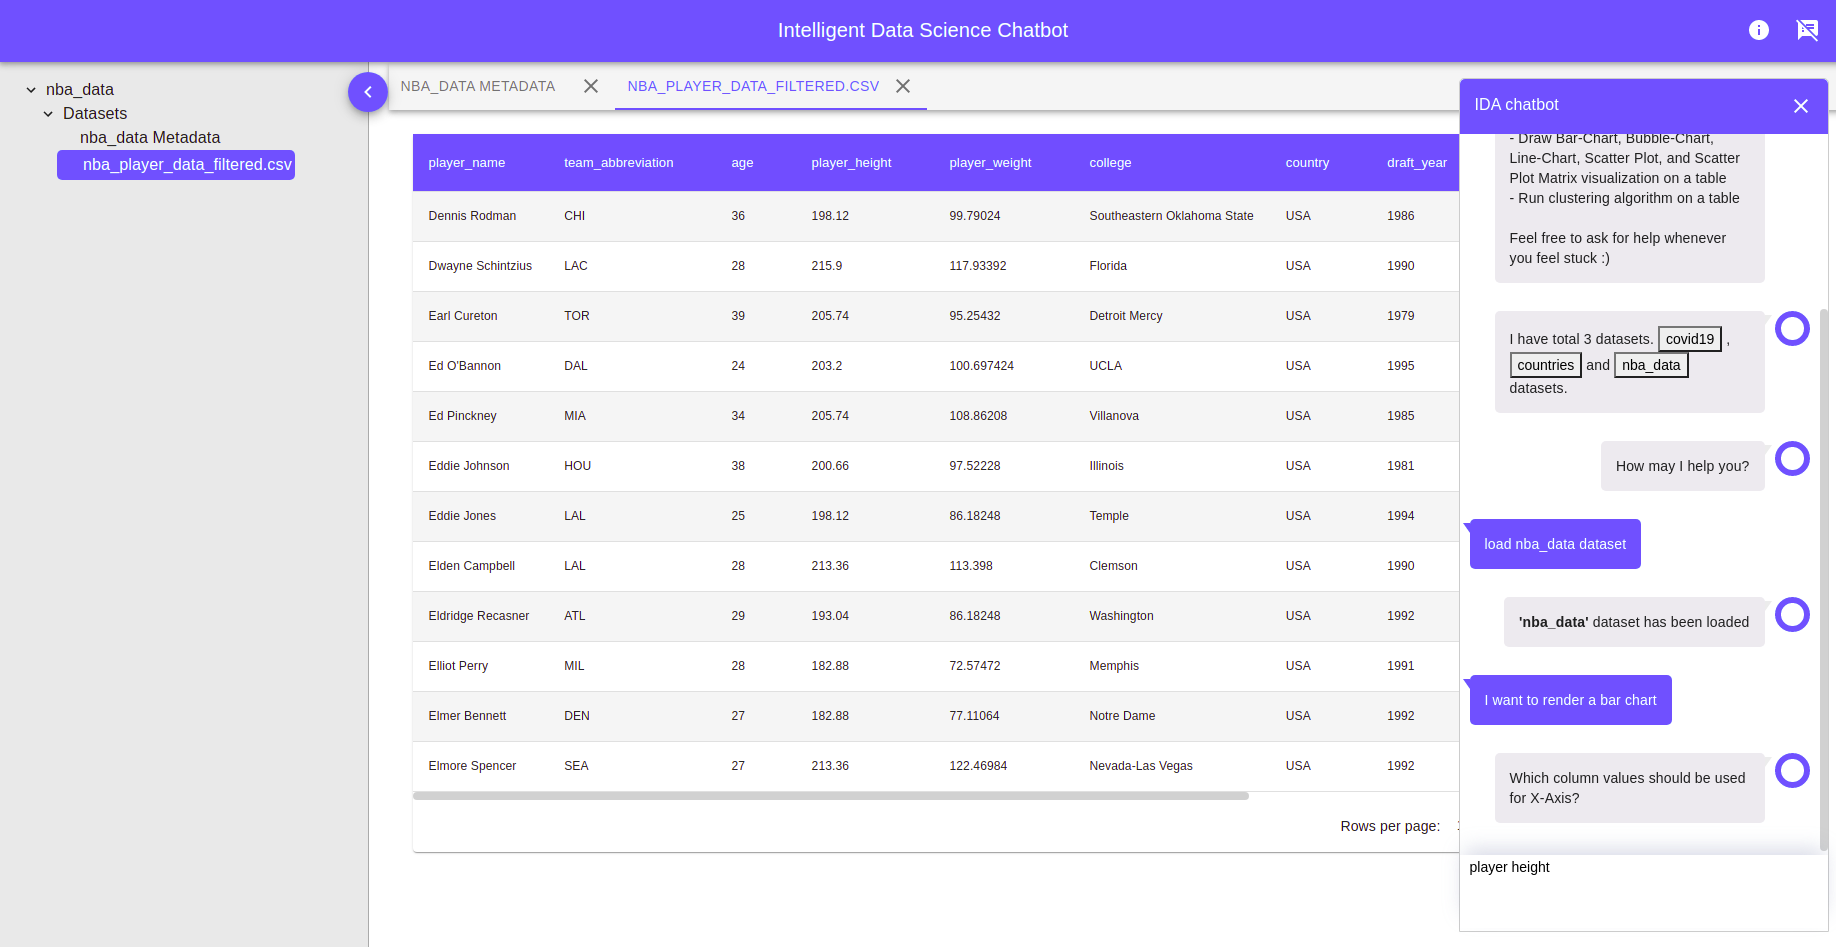 Intelligent Data Science Chatbot
nba_data
Datasets
nba_data Metadata
nba_player_data_filtered.csv
NBA_DATA METADATA
NBA_PLAYER_DATA_FILTERED.CSV
player_name team_abbreviation age player_height player_weight college country draft_year
Dennis Rodman CHI 36 198.12 99.79024 Southeastern Oklahoma State USA 1986
Dwayne Schintzius LAC 28 215.9 117.93392 Florida USA 1990
Earl Cureton TOR 39 205.74 95.25432 Detroit Mercy USA 1979
Ed O'Bannon DAL 24 203.2 100.697424 UCLA USA 1995
Ed Pinckney MIA 34 205.74 108.86208 Villanova USA 1985
Eddie Johnson HOU 38 200.66 97.52228 Illinois USA 1981
Eddie Jones LAL 25 198.12 86.18248 Temple USA 1994
Elden Campbell LAL 28 213.36 113.398 Clemson USA 1990
Eldridge Recasner ATL 29 193.04 86.18248 Washington USA 1992
Elliot Perry MIL 28 182.88 72.57472 Memphis USA 1991
Elmer Bennett DEN 27 182.88 77.11064 Notre Dame USA 1992
Elmore Spencer SEA 27 213.36 122.46984 Nevada-Las Vegas USA 1992
Rows per page:
IDA chatbot
- Draw Bar-Chart, Bubble-Chart,
Line-Chart, Scatter Plot, and Scatter
Plot Matrix visualization on a table
- Run clustering algorithm on a table
Feel free to ask for help whenever
you feel stuck :)
I have total 3 datasets. covid19 ,
countries and nba_data
datasets.
How may I help you?
load nba_data dataset
'nba_data' dataset has been loaded
I want to render a bar chart
Which column values should be used
for X-Axis?
player height